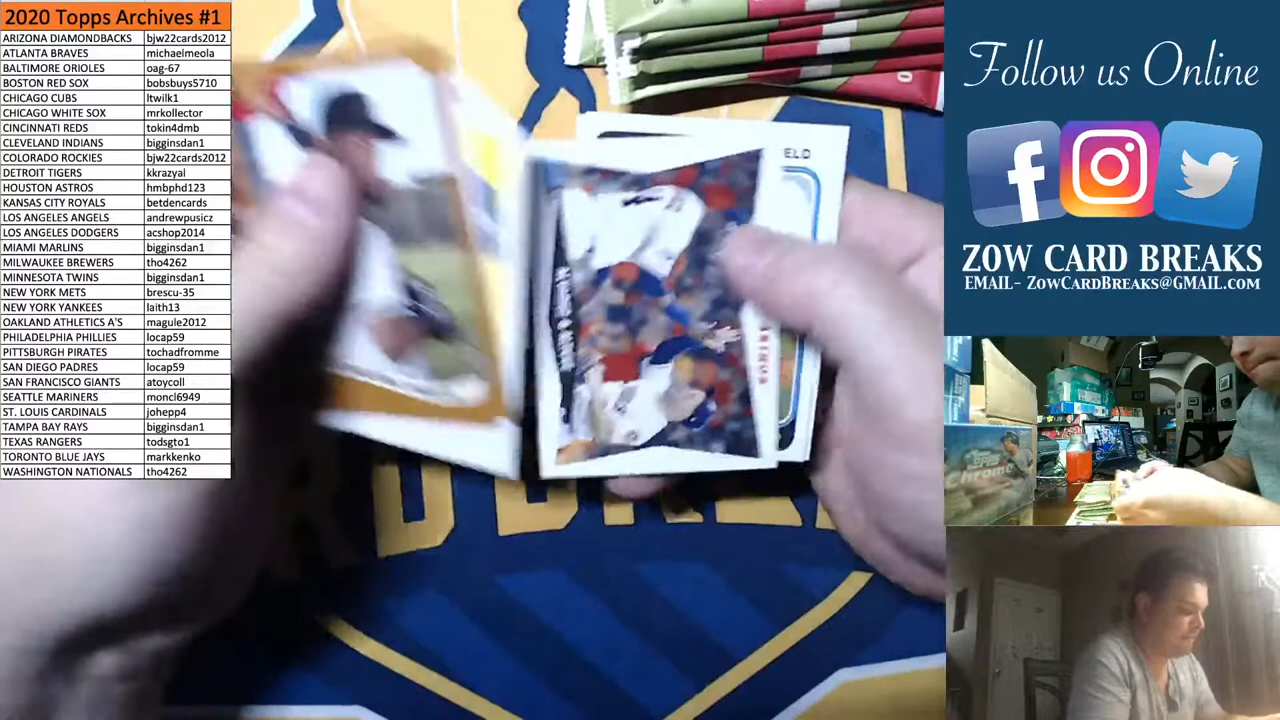 2020 Topps Archives #1
ARIZONA DIAMONDBACKS bjw22cards2012
ATLANTA BRAVES michaelmeola
BALTIMORE ORIOLES oag-67
BOSTON RED SOX bobsbuys5710
CHICAGO CUBS ltwilk1
CHICAGO WHITE SOX mrkollector
CINCINNATI REDS tokin4dmb
CLEVELAND INDIANS bigginsdan1
COLORADO ROCKIES bjw22cards2012
DETROIT TIGERS kkrazyal
HOUSTON ASTROS hmbphd123
KANSAS CITY ROYALS betdencards
LOS ANGELES ANGELS andrewpusicz
LOS ANGELES DODGERS acshop2014
MIAMI MARLINS bigginsdan1
MILWAUKEE BREWERS tho4262
MINNESOTA TWINS bigginsdan1
NEW YORK METS brescu-35
NEW YORK YANKEES laith13
OAKLAND ATHLETICS A'S magule2012
PHILADELPHIA PHILLIES locap59
PITTSBURGH PIRATES tochadfromme
SAN DIEGO PADRES locap59
SAN FRANCISCO GIANTS atoycoll
SEATTLE MARINERS moncl6949
ST. LOUIS CARDINALS johepp4
TAMPA BAY RAYS bigginsdan1
TEXAS RANGERS todsgto1
TORONTO BLUE JAYS markkenko
WASHINGTON NATIONALS tho4262
ELD
Follow us Online
ZOW CARD BREAKS
EMAIL- ZOWCARDBREAKS@GMAIL.COM
Topps
Chrome